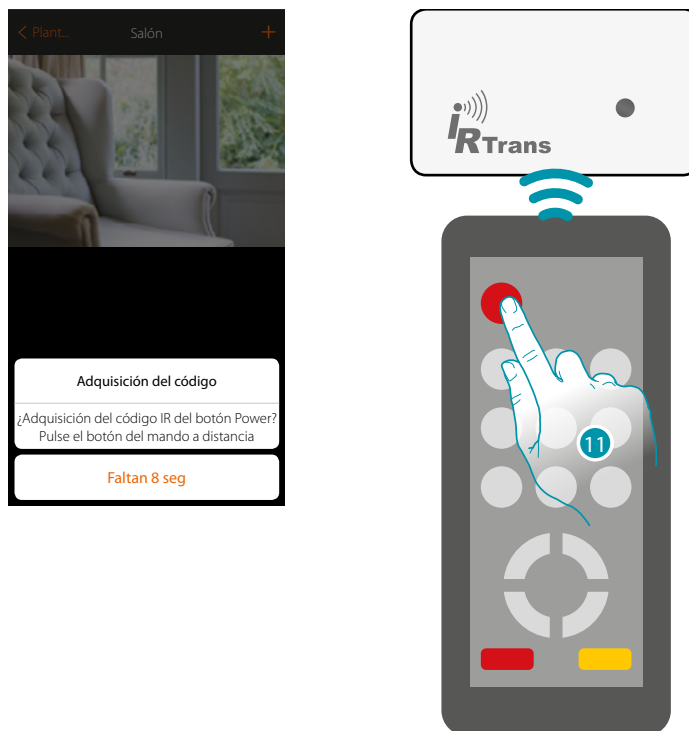 Plant...
Salón
+
Adquisición del código
¿Adquisición del código IR del botón Power?
Pulse el botón del mando a distancia
Faltan 8 seg
IRTrans
11